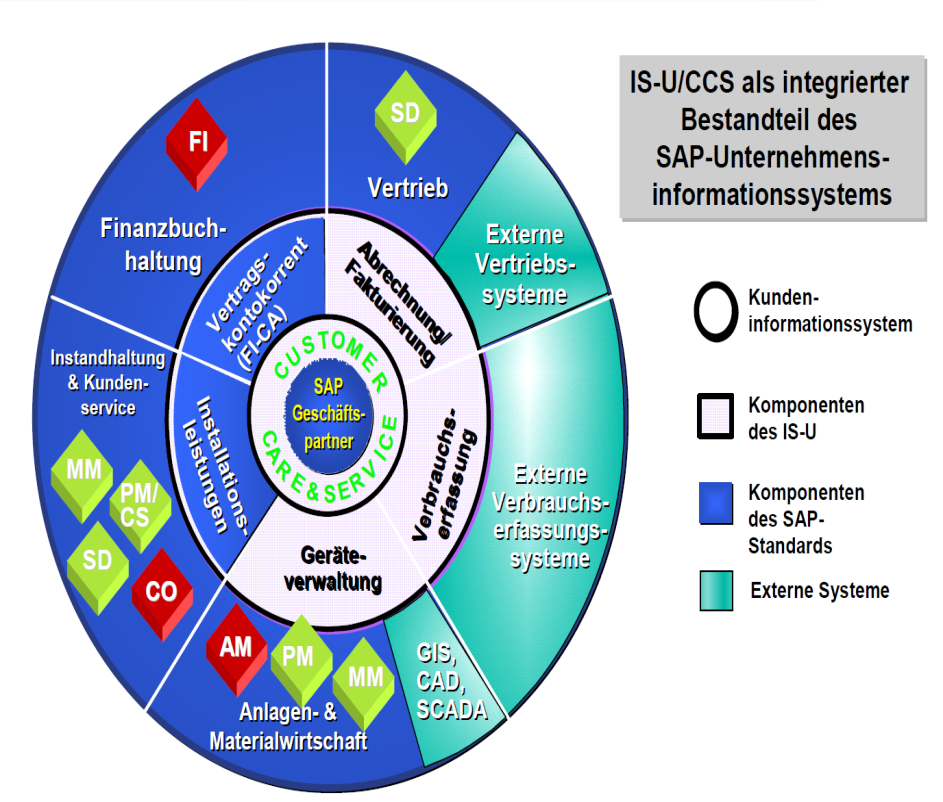 IS-U/CCS als integrierter
Bestandteil des
SAP-Unternehmens-
informationssystems
FI
Finanzbuch-
haltung
SD
Vertrieb
Externe
Vertriebs-
systeme
Vertrags-
kontokorrent
(FI-CA)
Abrechnung/
Fakturierung
CUSTOMER
CARE & SERVICE
SAP
Geschäfts-
partner
Instandhaltung
& Kunden-
service
MM
PM/
CS
SD
CO
Installations-
leistungen
Verbrauchs-
erfassung
Externe
Verbrauchs-
erfassungs-
systeme
Geräte-
verwaltung
AM
PM
MM
Anlagen- &
Materialwirtschaft
GIS,
CAD,
SCADA
Kunden-
informationssystem
Komponenten
des IS-U
Komponenten
des SAP-
Standards
Externe Systeme